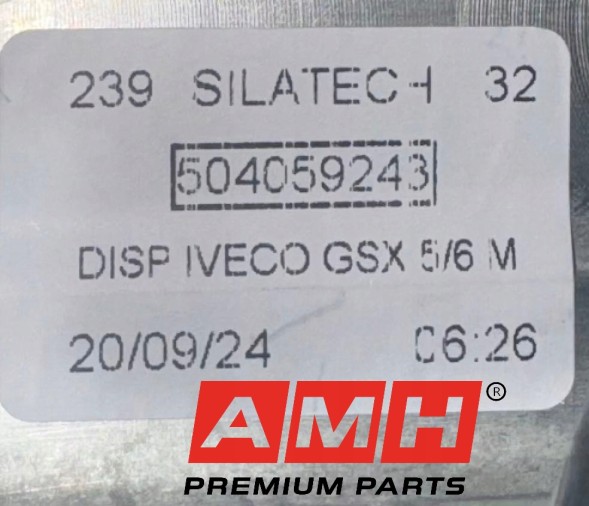 239 SILATECH 32
504059243
DISP IVECO GSX 5/6 M
20/09/24 06:26
AMH®
PREMIUM PARTS